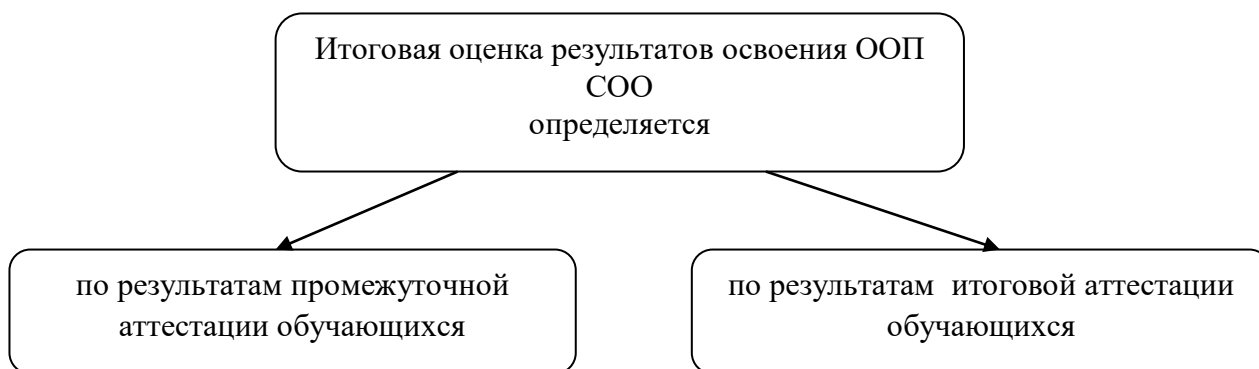 Итоговая оценка результатов освоения ООП
СОО
определяется
по результатам промежуточной
аттестации обучающихся
по результатам итоговой аттестации
обучающихся